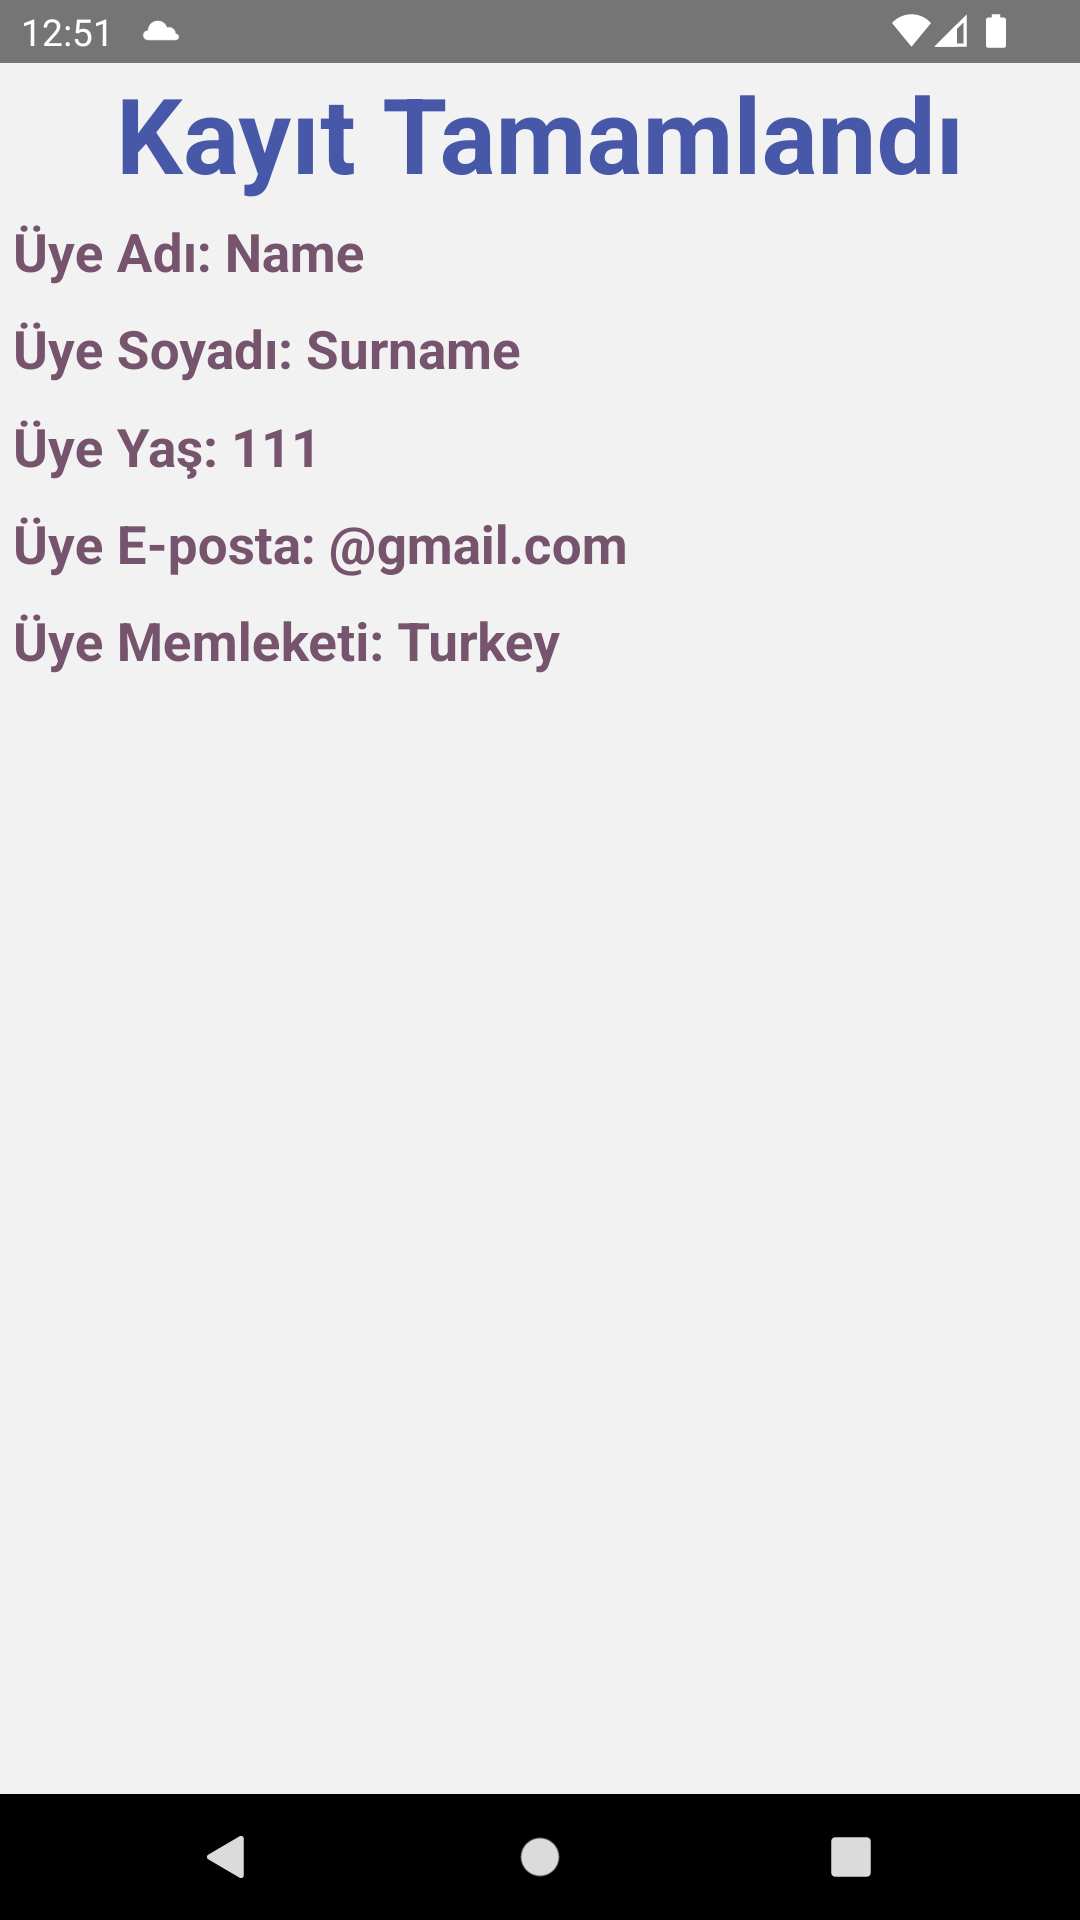 12:51
Kayıt Tamamlandı
Üye Adı: Name
Üye Soyadı: Surname
Üye Yaş: 111
Üye E-posta: @gmail.com
Üye Memleketi: Turkey